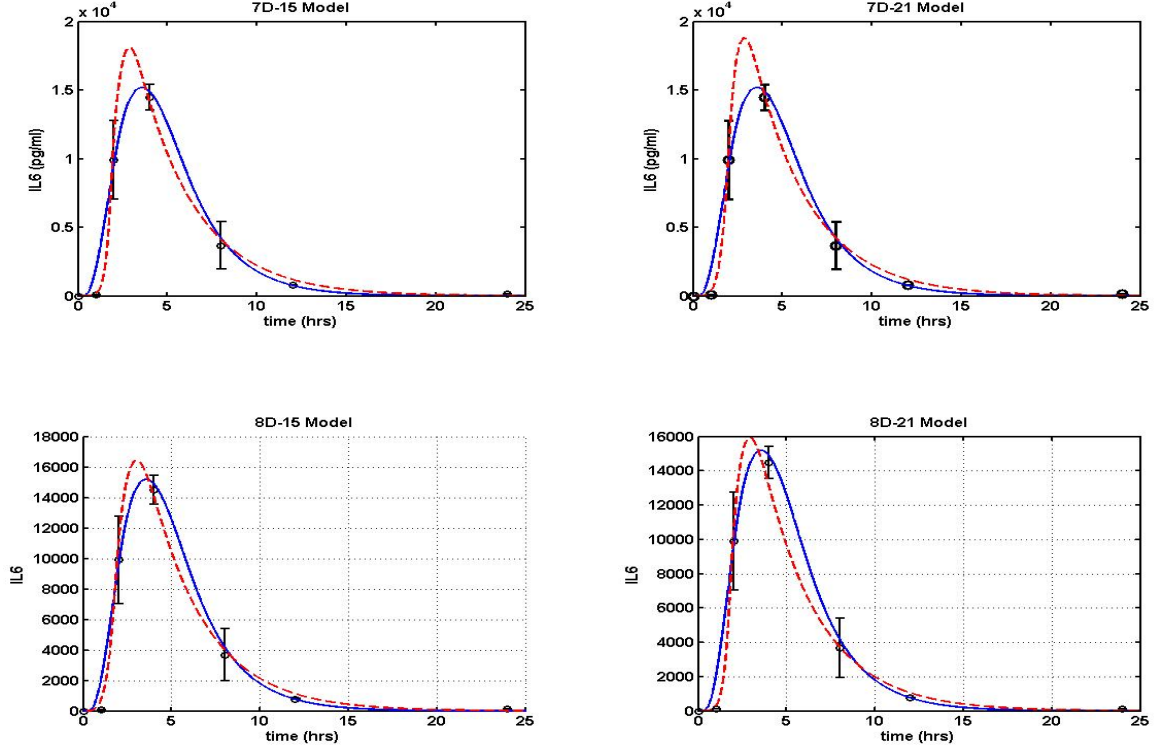 7D-15 Model
2 x 10^4
1.5
1
0.5
0
IL6 (pg/ml)
0 5 10 15 20 25
time (hrs)
7D-21 Model
2 x 10^4
1.5
1
0.5
0
IL6 (pg/ml)
0 5 10 15 20 25
time (hrs)
8D-15 Model
18000
16000
14000
12000
10000
8000
6000
4000
2000
0
IL6
0 5 10 15 20 25
time (hrs)
8D-21 Model
16000
14000
12000
10000
8000
6000
4000
2000
0
IL6
0 5 10 15 20 25
time (hrs)